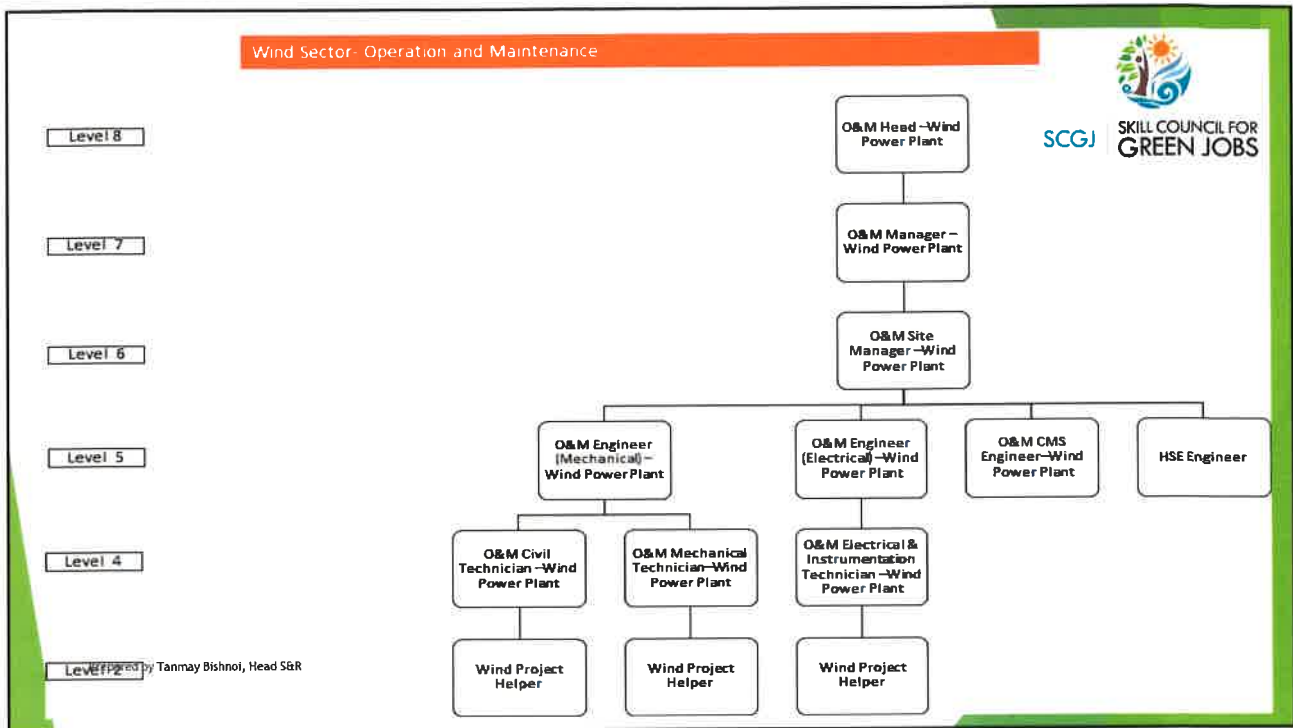 Wind Sector- Operation and Maintenance
SCGJ
SKILL COUNCIL FOR
GREEN JOBS
Level 8
O&M Head –Wind
Power Plant
Level 7
O&M Manager –
Wind Power Plant
Level 6
O&M Site
Manager –Wind
Power Plant
Level 5
O&M Engineer
(Mechanical) –
Wind Power Plant
O&M Engineer
(Electrical) –Wind
Power Plant
O&M CMS
Engineer–Wind
Power Plant
HSE Engineer
Level 4
O&M Civil
Technician –Wind
Power Plant
O&M Mechanical
Technician–Wind
Power Plant
O&M Electrical &
Instrumentation
Technician –Wind
Power Plant
Level 2
Prepared by Tanmay Bishnoi, Head S&R
Wind Project
Helper
Wind Project
Helper
Wind Project
Helper